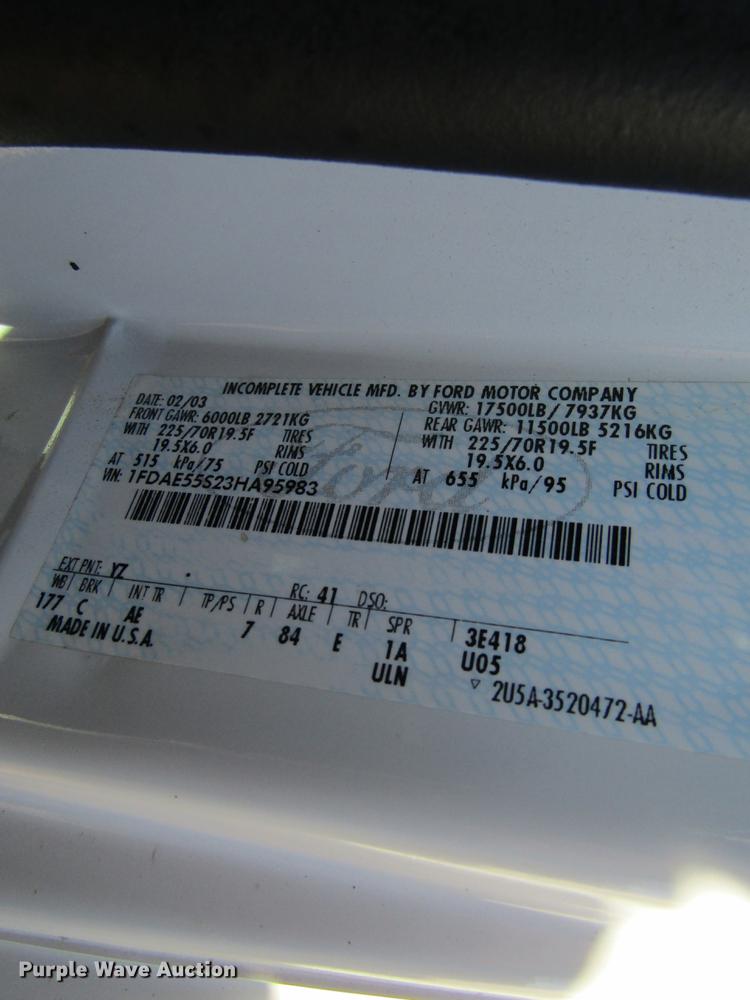 INCOMPLETE VEHICLE MFD. BY FORD MOTOR COMPANY
DATE: 02/03 GVWR: 17500LB/ 7937KG
FRONT GAWR: 6000LB 2721KG REAR GAWR: 11500LB 5216KG
WITH 225/70R19.5F TIRES WITH 225/70R19.5F TIRES
19.5X6.0 RIMS 19.5X6.0 RIMS
AT 515 kPa/75 PSI COLD AT 655 kPa/95 PSI COLD
VIN: 1FDAE55S23HA95983
Ford
EXT PNT: YZ RC: 41 DSO:
WB BRK INT TR TP/PS R AXLE TR SPR
177 C AE 7 84 E 1A 3E418
MADE IN U.S.A. ULN U05
2U5A-3520472-AA
Purple Wave Auction